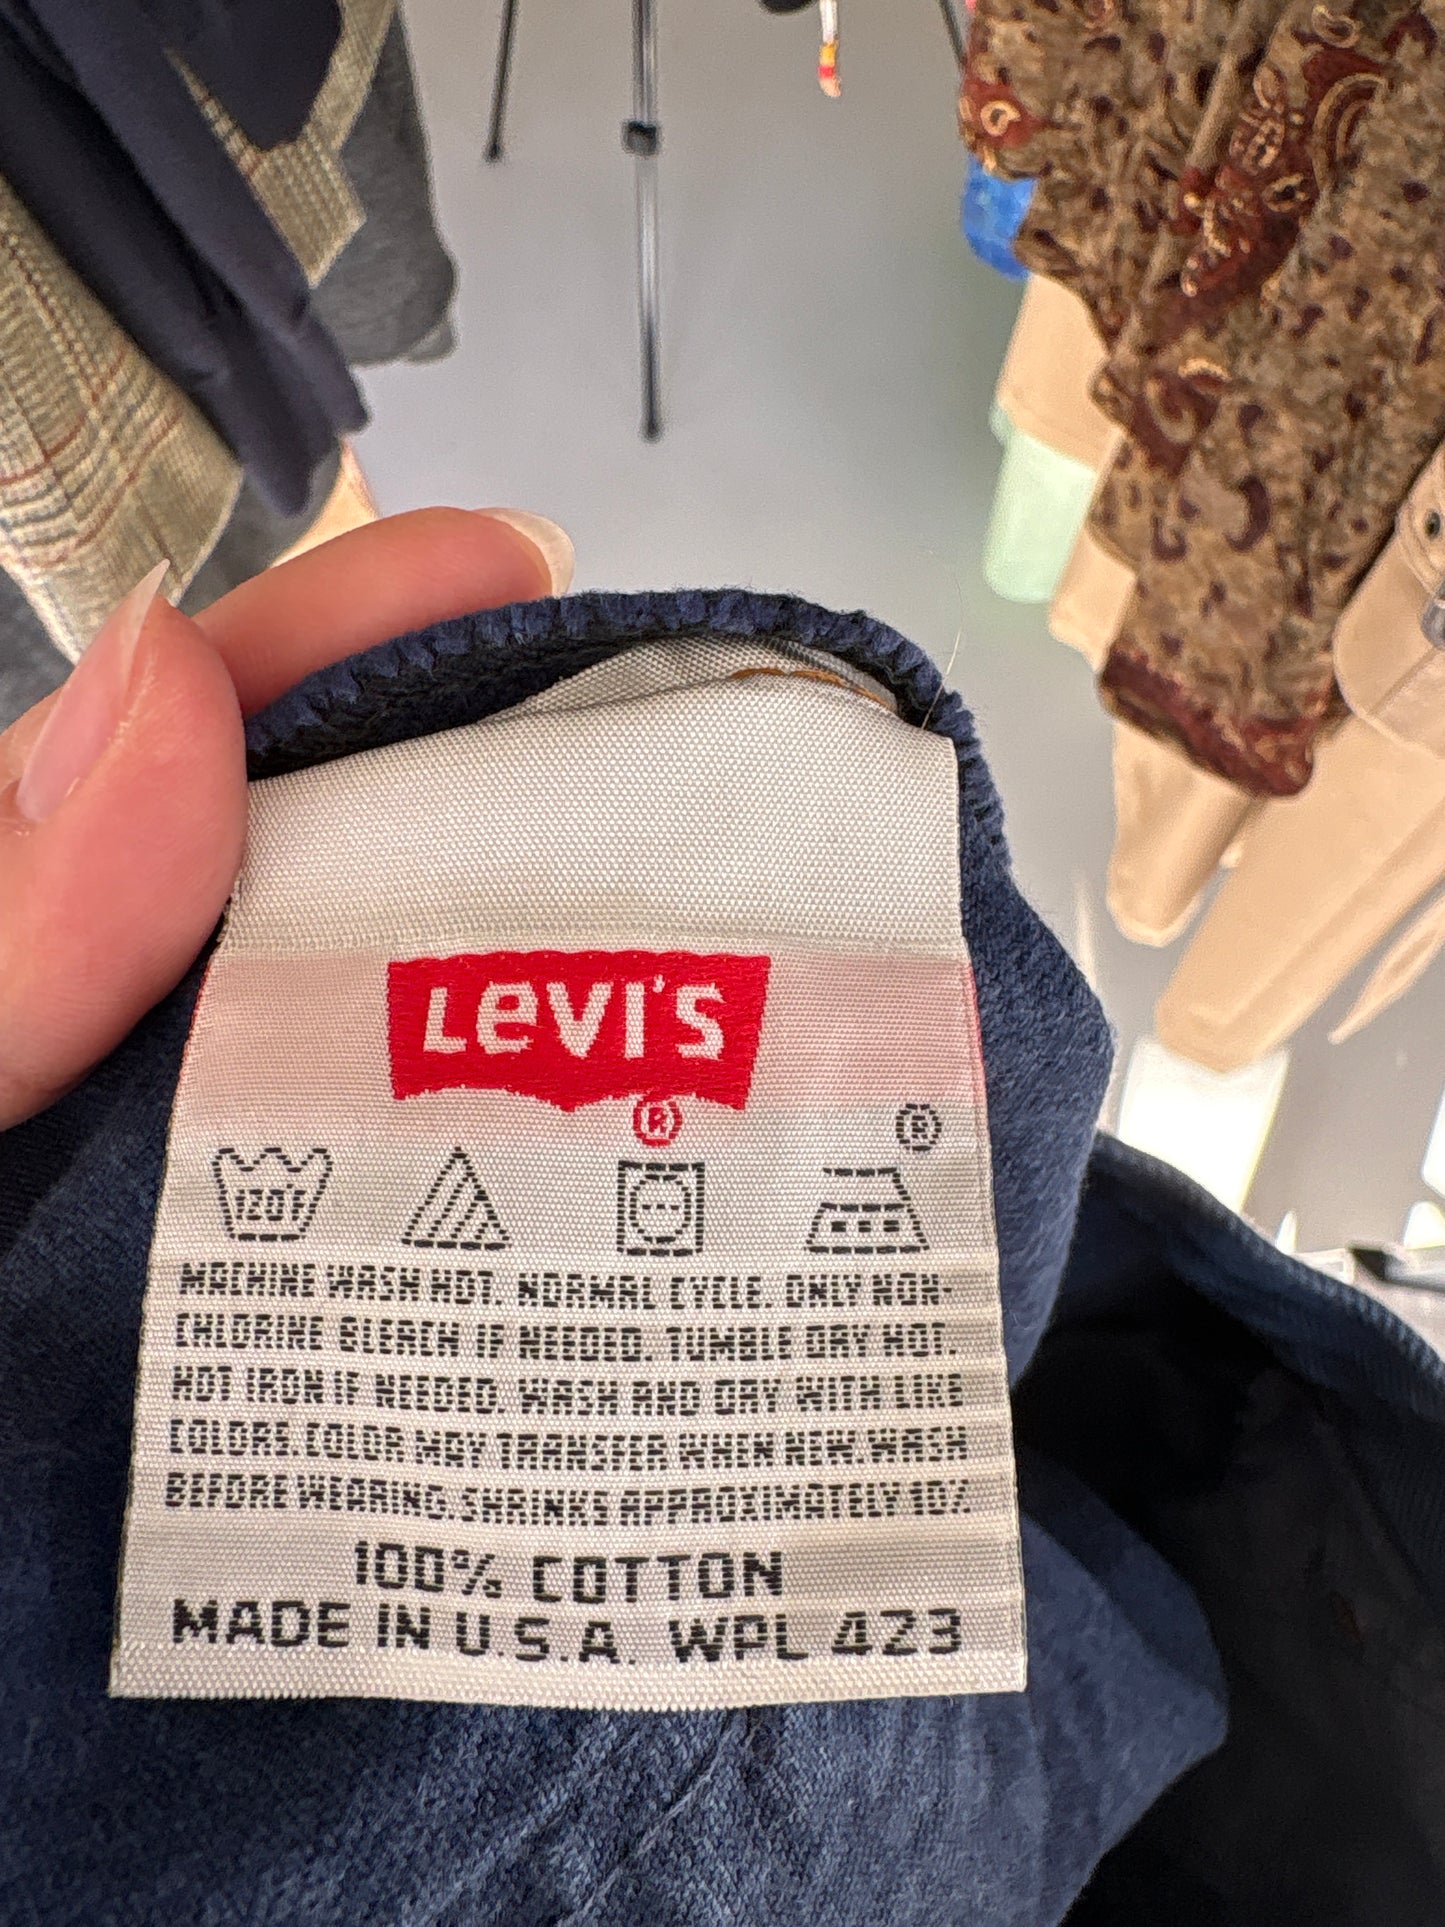 LEVI'S
®
®
120°F
MACHINE WASH HOT. NORMAL CYCLE. ONLY NON-
CHLORINE BLEACH IF NEEDED. TUMBLE DRY HOT.
HOT IRON IF NEEDED. WASH AND DRY WITH LIKE
COLORS. COLOR MAY TRANSFER WHEN NEW. WASH
BEFORE WEARING. SHRINKS APPROXIMATELY 10%
100% COTTON
MADE IN U.S.A. WPL 423